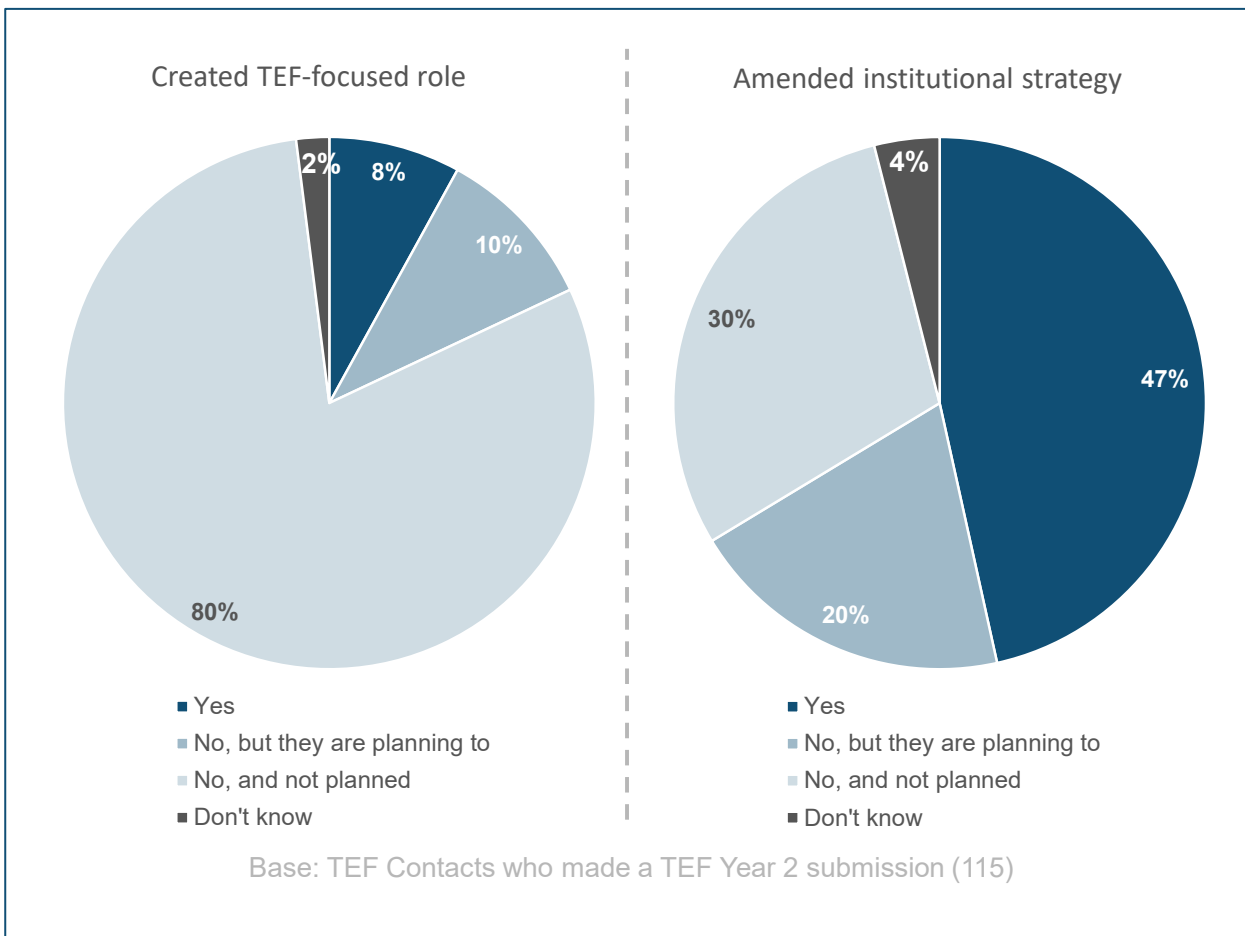 Created TEF-focused role
2%
8%
10%
80%
Yes
No, but they are planning to
No, and not planned
Don't know
Amended institutional strategy
4%
47%
30%
20%
Yes
No, but they are planning to
No, and not planned
Don't know
Base: TEF Contacts who made a TEF Year 2 submission (115)